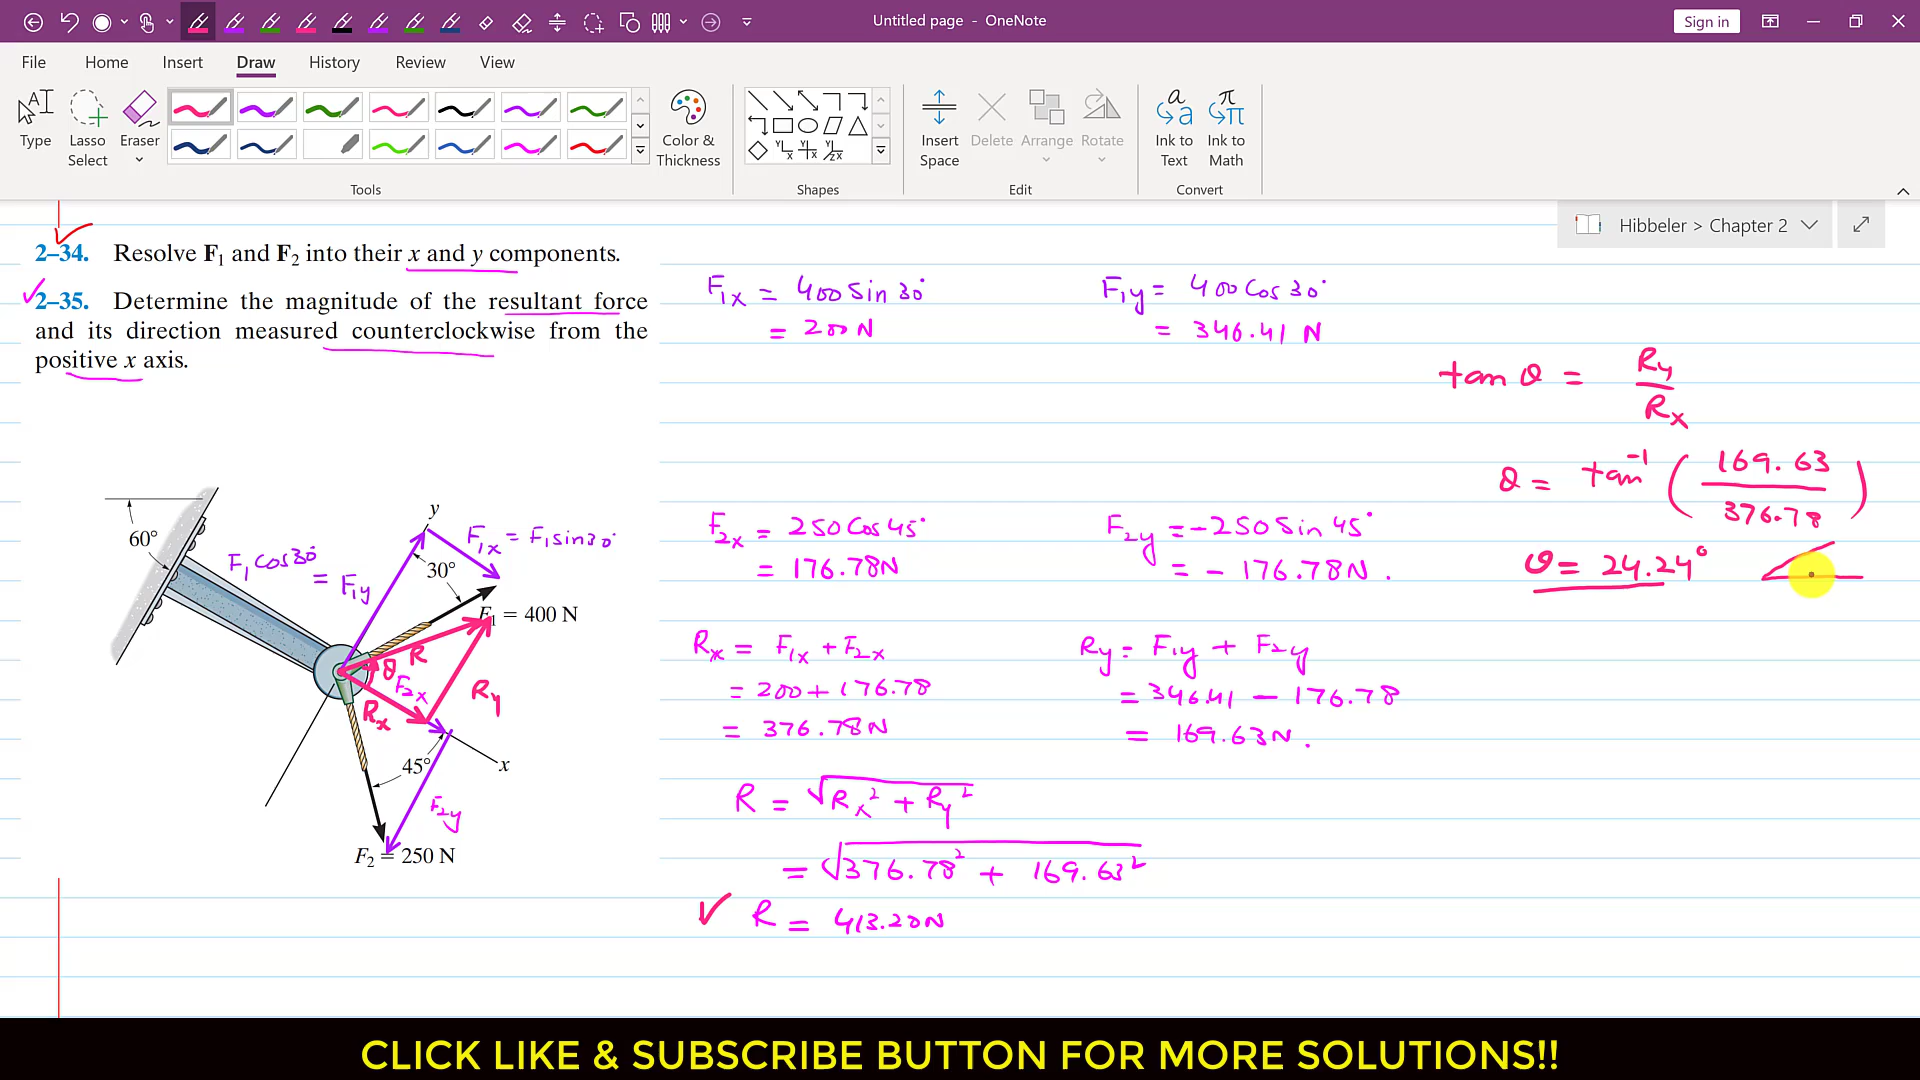 Untitled page - OneNote
Sign in
File Home Insert Draw History Review View
Type
Lasso Select
Eraser
Color & Thickness
Insert Space
Delete
Arrange
Rotate
Ink to Text
Ink to Math
Tools
Shapes
Edit
Convert
Hibbeler > Chapter 2
2–34. Resolve F1 and F2 into their x and y components.
2–35. Determine the magnitude of the resultant force
and its direction measured counterclockwise from the
positive x axis.
60°
y
F1x = F1 sin30°
F1 cos30°
= F1y
30°
F1 = 400 N
R
θ
F2x
Rx
Ry
45°
x
F2y
F2 = 250 N
F1x = 400 Sin 30°
= 200 N
F1y = 400 Cos 30°
= 346.41 N
F2x = 250 Cos 45°
= 176.78N
F2y = -250 Sin 45°
= - 176.78N.
Rx = F1x + F2x
= 200 + 176.78
= 376.78N
Ry = F1y + F2y
= 346.41 - 176.78
= 169.63N.
R = √Rx² + Ry²
= √376.78² + 169.63²
R = 413.20N
tan θ = Ry/Rx
θ = tan⁻¹ (169.63/376.78)
θ = 24.24°
CLICK LIKE & SUBSCRIBE BUTTON FOR MORE SOLUTIONS!!